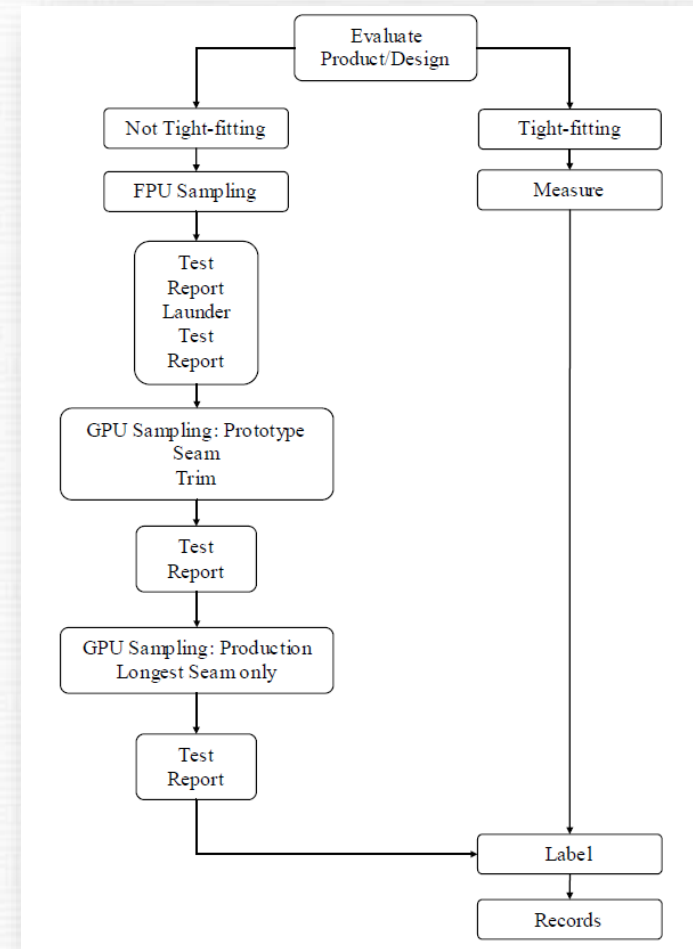 Evaluate
Product/Design
Not Tight-fitting
Tight-fitting
FPU Sampling
Measure
Test
Report
Launder
Test
Report
GPU Sampling: Prototype
Seam
Trim
Test
Report
GPU Sampling: Production
Longest Seam only
Test
Report
Label
Records